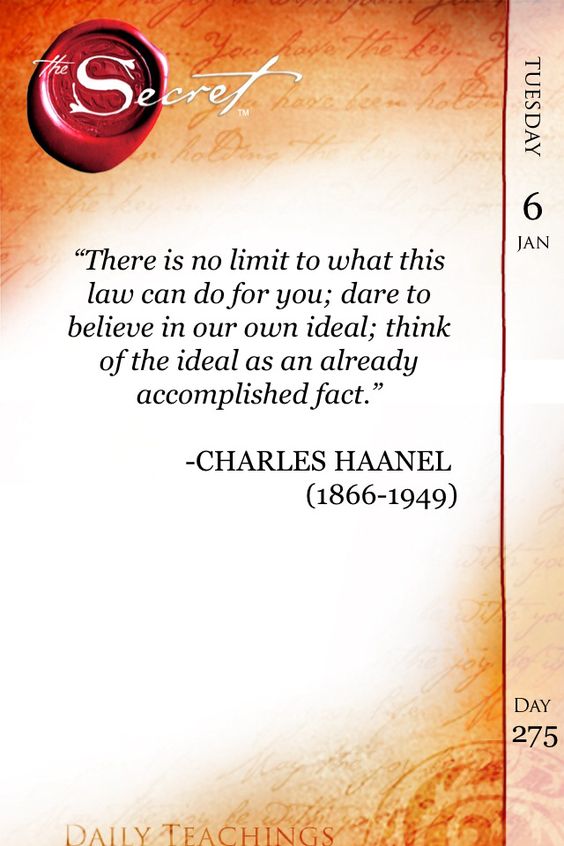 the Secret™
TUESDAY
6
JAN
“There is no limit to what this
law can do for you; dare to
believe in our own ideal; think
of the ideal as an already
accomplished fact.”
-CHARLES HAANEL
(1866-1949)
DAY
275
DAILY TEACHINGS